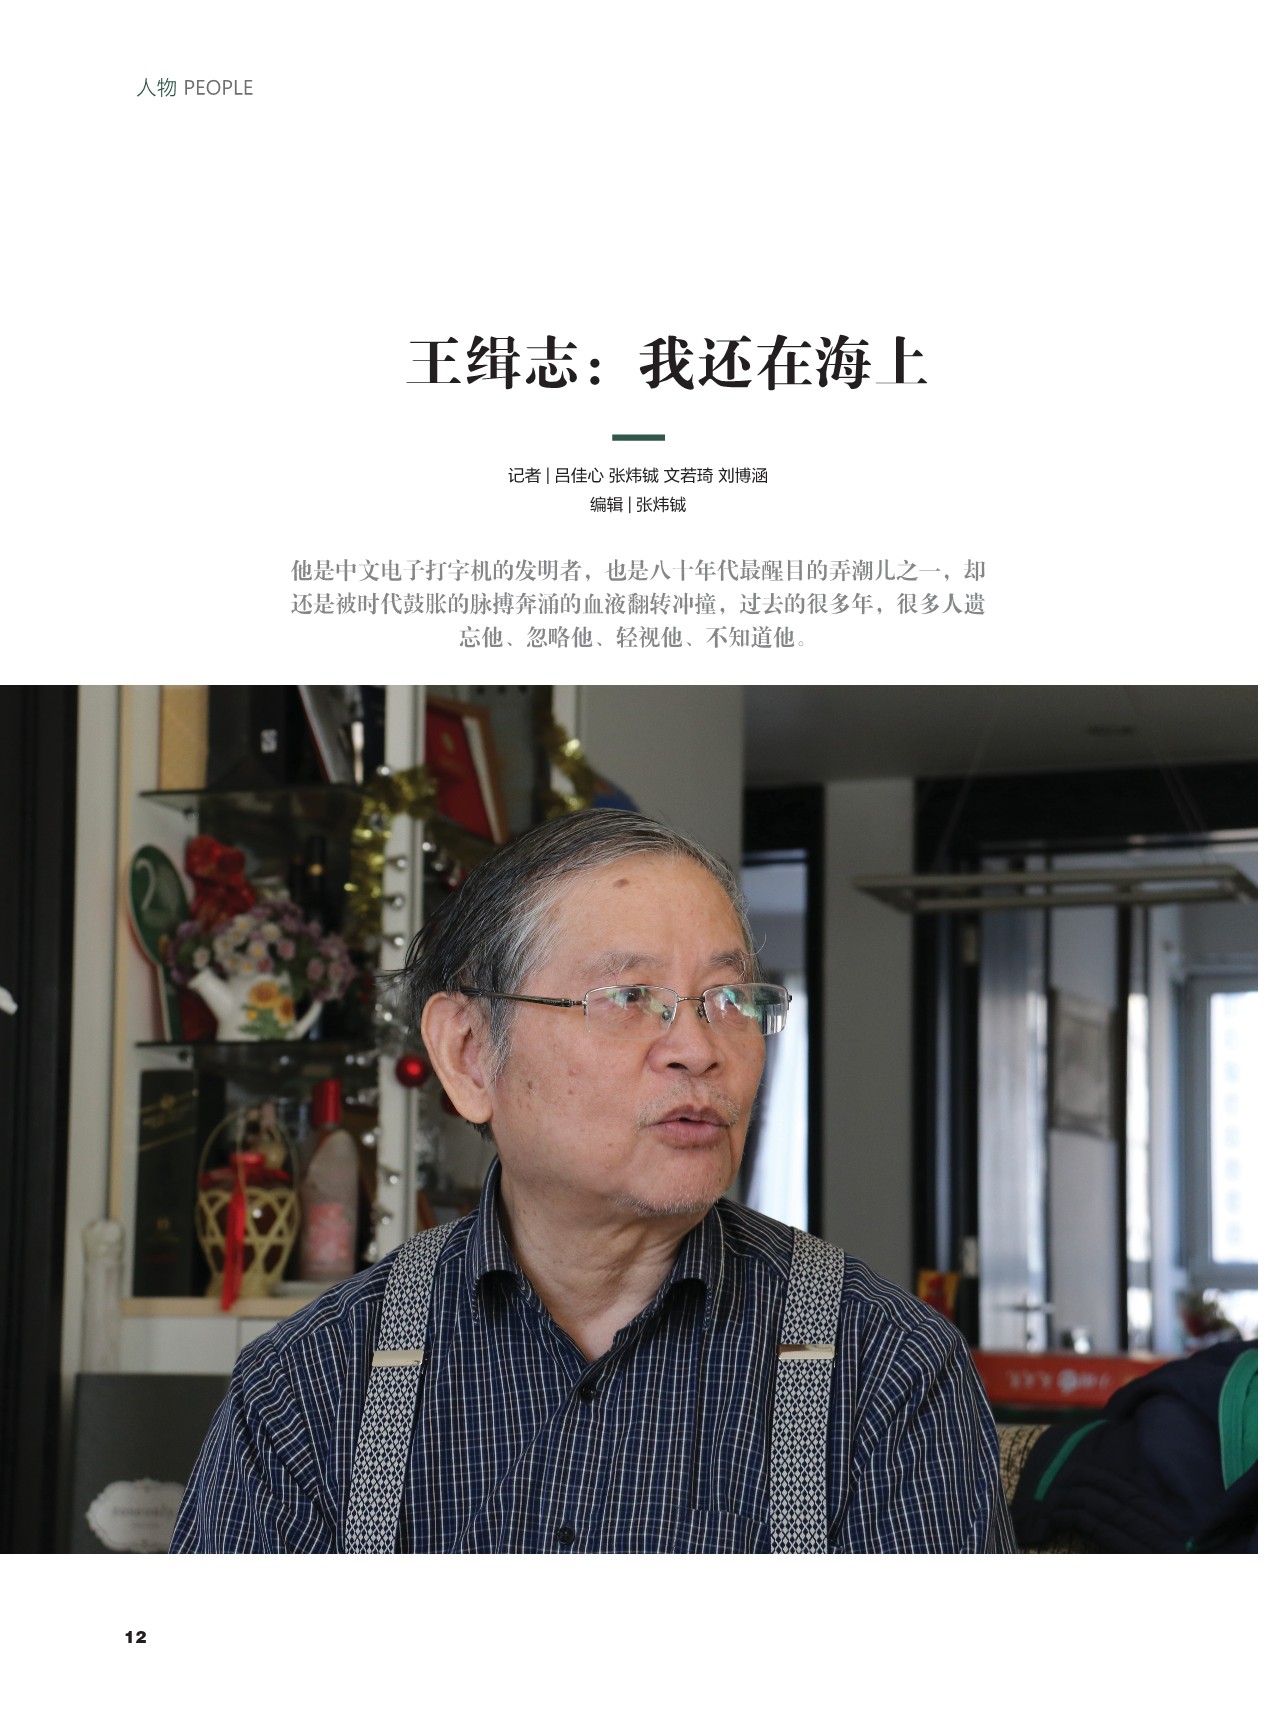 人物 PEOPLE
王缉志：我还在海上
记者 | 吕佳心 张炜铖 文若琦 刘博涵
编辑 | 张炜铖
他是中文电子打字机的发明者，也是八十年代最醒目的弄潮儿之一，却
还是被时代鼓胀的脉搏奔涌的血液翻转冲撞，过去的很多年，很多人遗
忘他、忽略他、轻视他、不知道他。
12